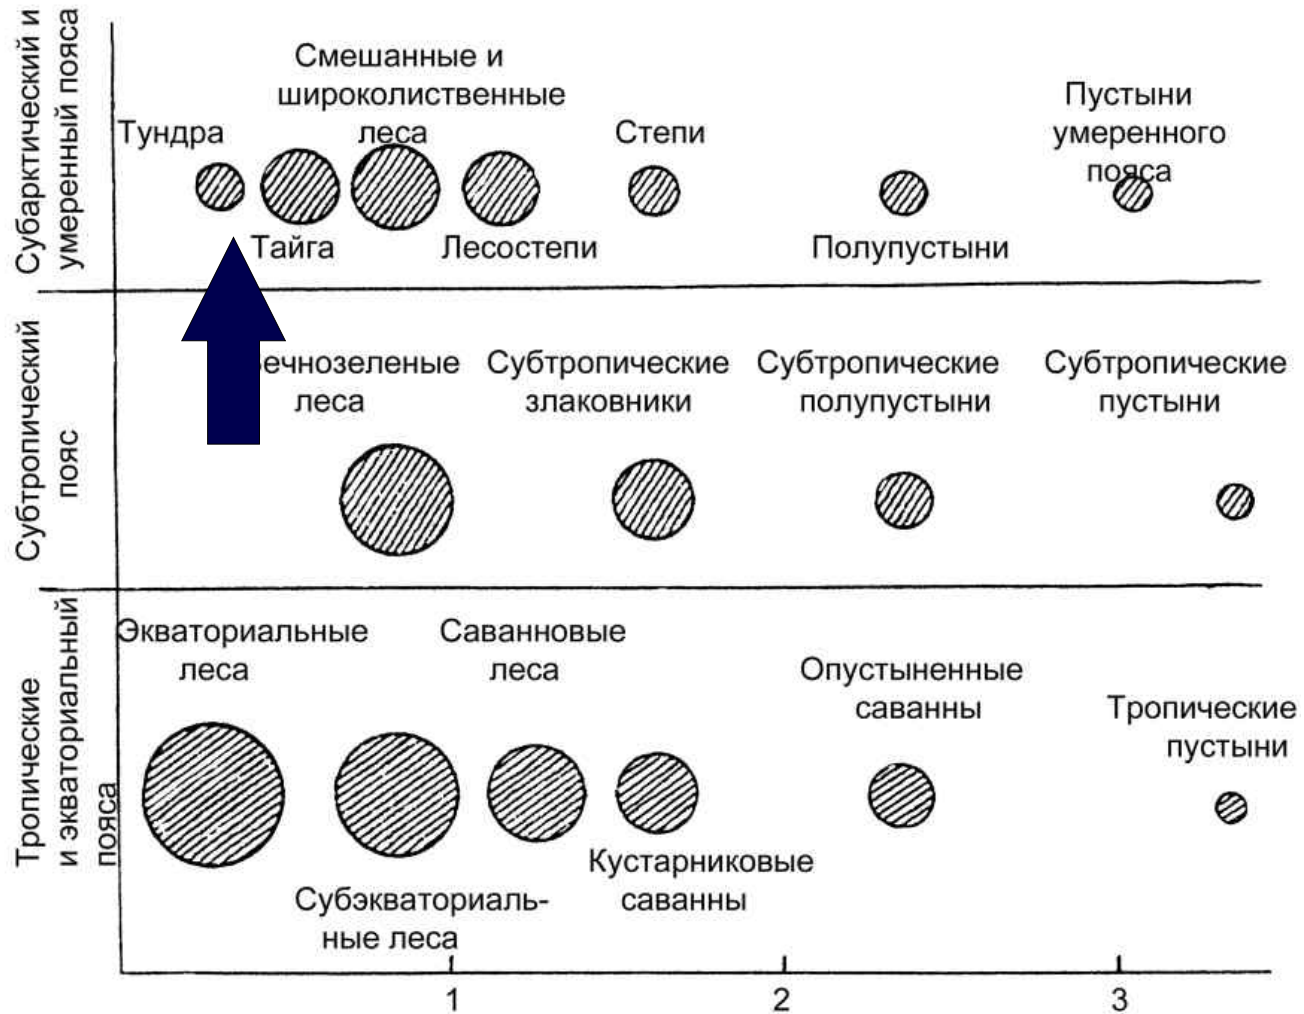 Субарктический и
умеренный пояса
Тундра
Смешанные и
широколиственные
леса
Степи
Пустыни
умеренного
пояса
Тайга
Лесостепи
Полупустыни
Субтропический
пояс
ечнозеленые
леса
Субтропические
злаковники
Субтропические
полупустыни
Субтропические
пустыни
Тропические
и экваториальный
пояса
Экваториальные
леса
Саванновые
леса
Опустыненные
саванны
Тропические
пустыни
Субэкваториаль-
ные леса
Кустарниковые
саванны
1
2
3